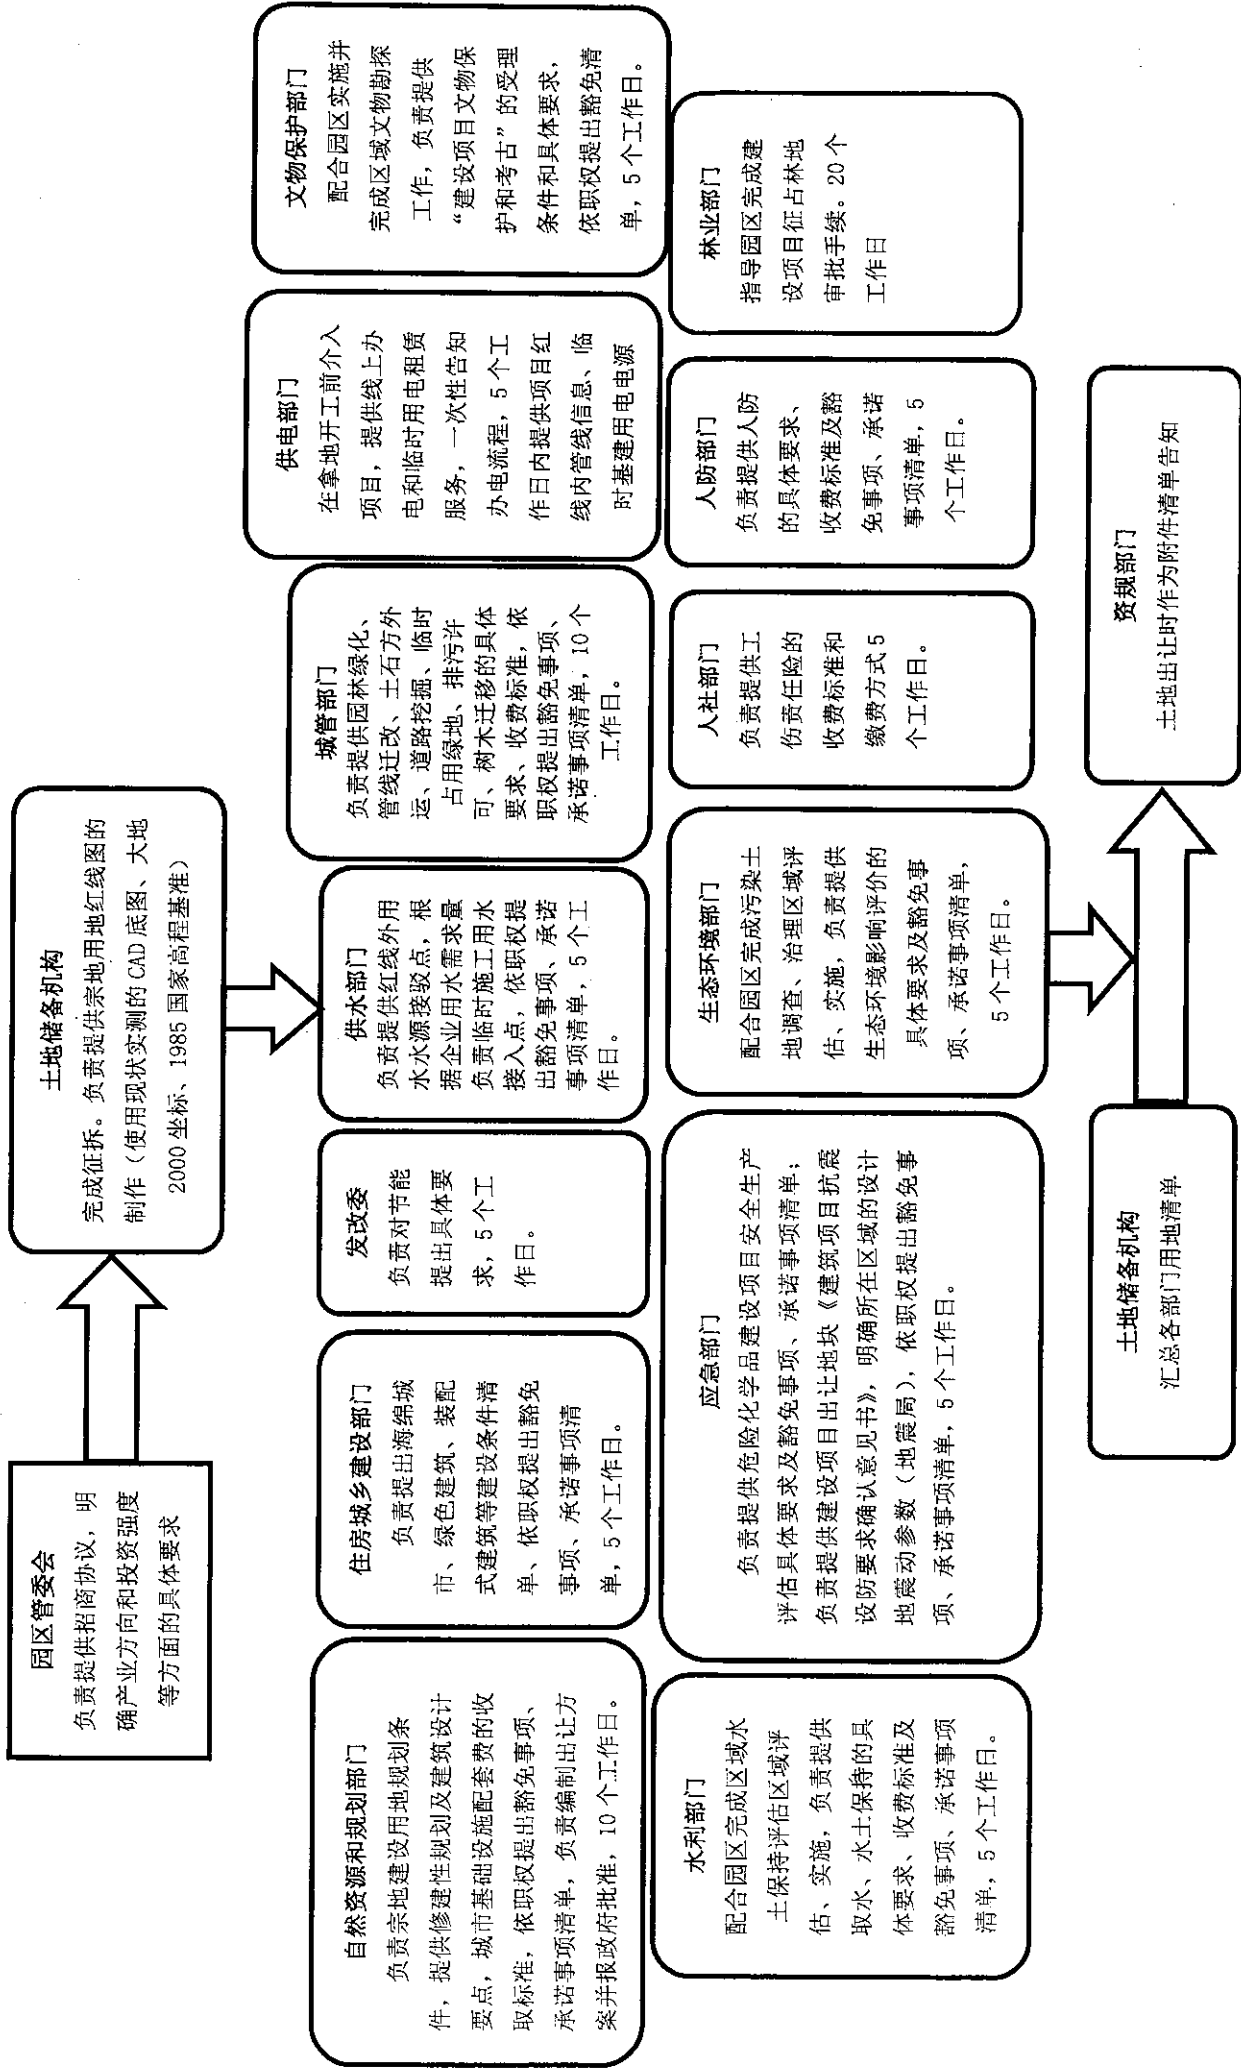 园区管委会
负责提供招商协议，明
确产业方向和投资强度
等方面的具体要求
土地储备机构
完成征拆。负责提供宗地用地红线图的
制作（使用现状实测的CAD底图、大地
2000坐标、1985国家高程基准）
自然资源和规划部门
负责宗地建设用地规划条
件，提供修建性规划及建筑设计
要点，城市基础设施配套费的收
取标准，依职权提出豁免事项、
承诺事项清单，负责编制出让方
案并报政府批准，10个工作日。
住房城乡建设部门
负责提出海绵城
市、绿色建筑、装配
式建筑等建设条件清
单、依职权提出豁免
事项、承诺事项清
单，5个工作日。
发改委
负责对节能
提出具体要
求，5个工
作日。
供水部门
负责提供红线外用
水水源接驳点，根
据企业用水需求量
负责临时施工用水
接入点，依职权提
出豁免事项、承诺
事项清单，5个工
作日。
城管部门
负责提供园林绿化、
管线迁改、土石方外
运、道路挖掘、临时
占用绿地、排污许
可、树木迁移的具体
要求、收费标准，依
职权提出豁免事项、
承诺事项清单，10个
工作日。
供电部门
在拿地开工前介入
项目，提供线上办
电和临时用电租赁
服务，一次性告知
办电流程，5个工
作日内提供项目红
线内管线信息、临
时基建用电电源
文物保护部门
配合园区实施并
完成区域文物勘探
工作，负责提供
“建设项目文物保
护和考古”的受理
条件和具体要求，
依职权提出豁免清
单，5个工作日。
水利部门
配合园区完成区域水
土保持评估区域评
估、实施，负责提供
取水、水土保持的具
体要求、收费标准及
豁免事项、承诺事项
清单，5个工作日。
应急部门
负责提供危险化学品建设项目安全生产
评估具体要求及豁免事项、承诺事项清单；
负责提供建设项目出让地块《建筑项目抗震
设防要求确认意见书》，明确所在区域的设计
地震动参数（地震局），依职权提出豁免事
项、承诺事项清单，5个工作日。
生态环境部门
配合园区完成污染土
地调查、治理区域评
估、实施，负责提供
生态环境影响评价的
具体要求及豁免事
项、承诺事项清单，
5个工作日。
人社部门
负责提供工
伤责任险的
收费标准和
缴费方式5
个工作日。
人防部门
负责提供人防
的具体要求、
收费标准及豁
免事项、承诺
事项清单，5
个工作日。
林业部门
指导园区完成建
设项目征占林地
审批手续。20个
工作日
土地储备机构
汇总各部门用地清单
资规部门
土地出让时作为附件清单告知